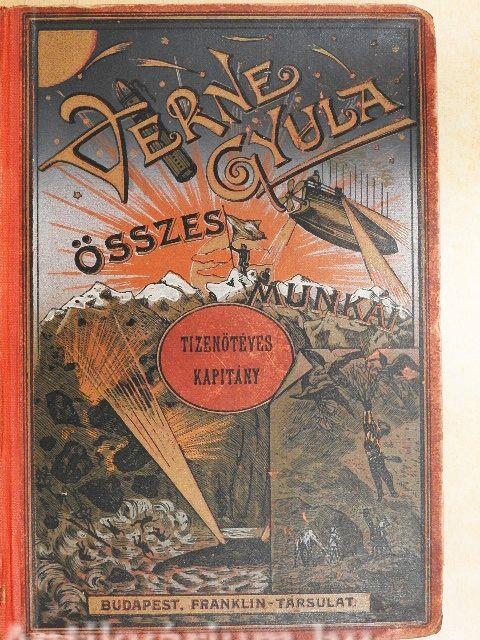 VERNE
GYULA
ÖSSZES
MUNKÁI
TIZENÖTÉVES
KAPITÁNY
BUDAPEST, FRANKLIN-TÁRSULAT.